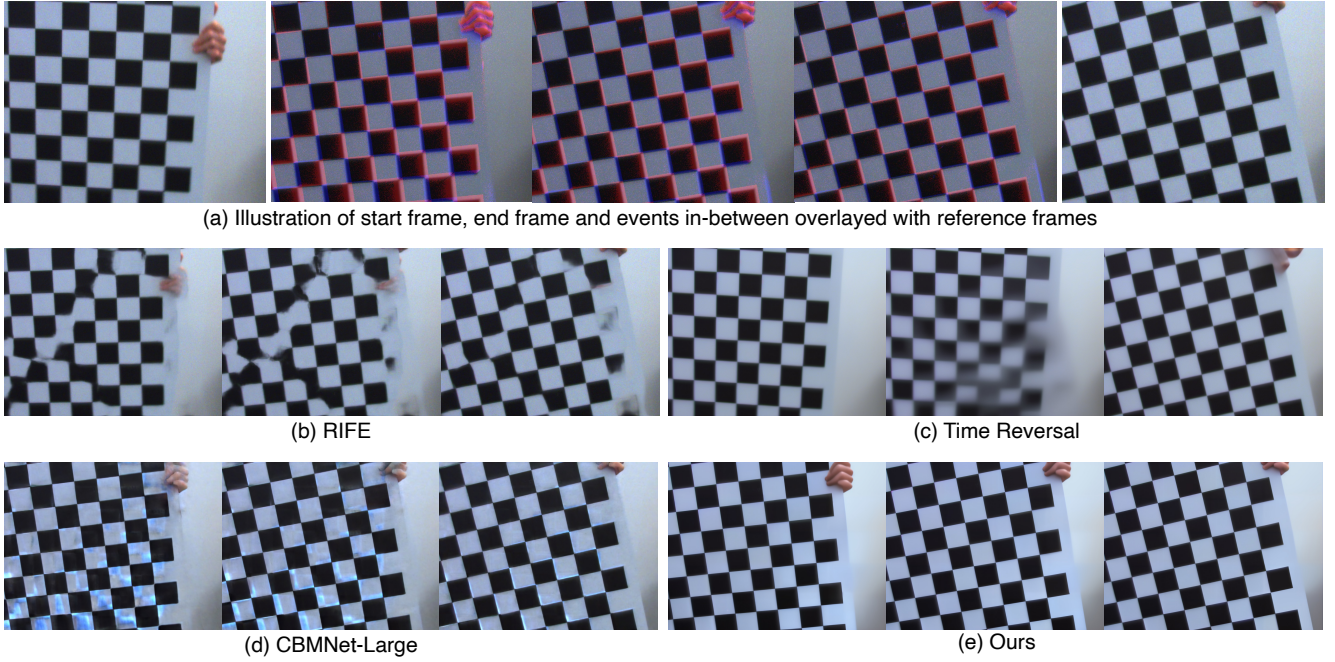 (a) Illustration of start frame, end frame and events in-between overlayed with reference frames
(b) RIFE
(c) Time Reversal
(d) CBMNet-Large
(e) Ours